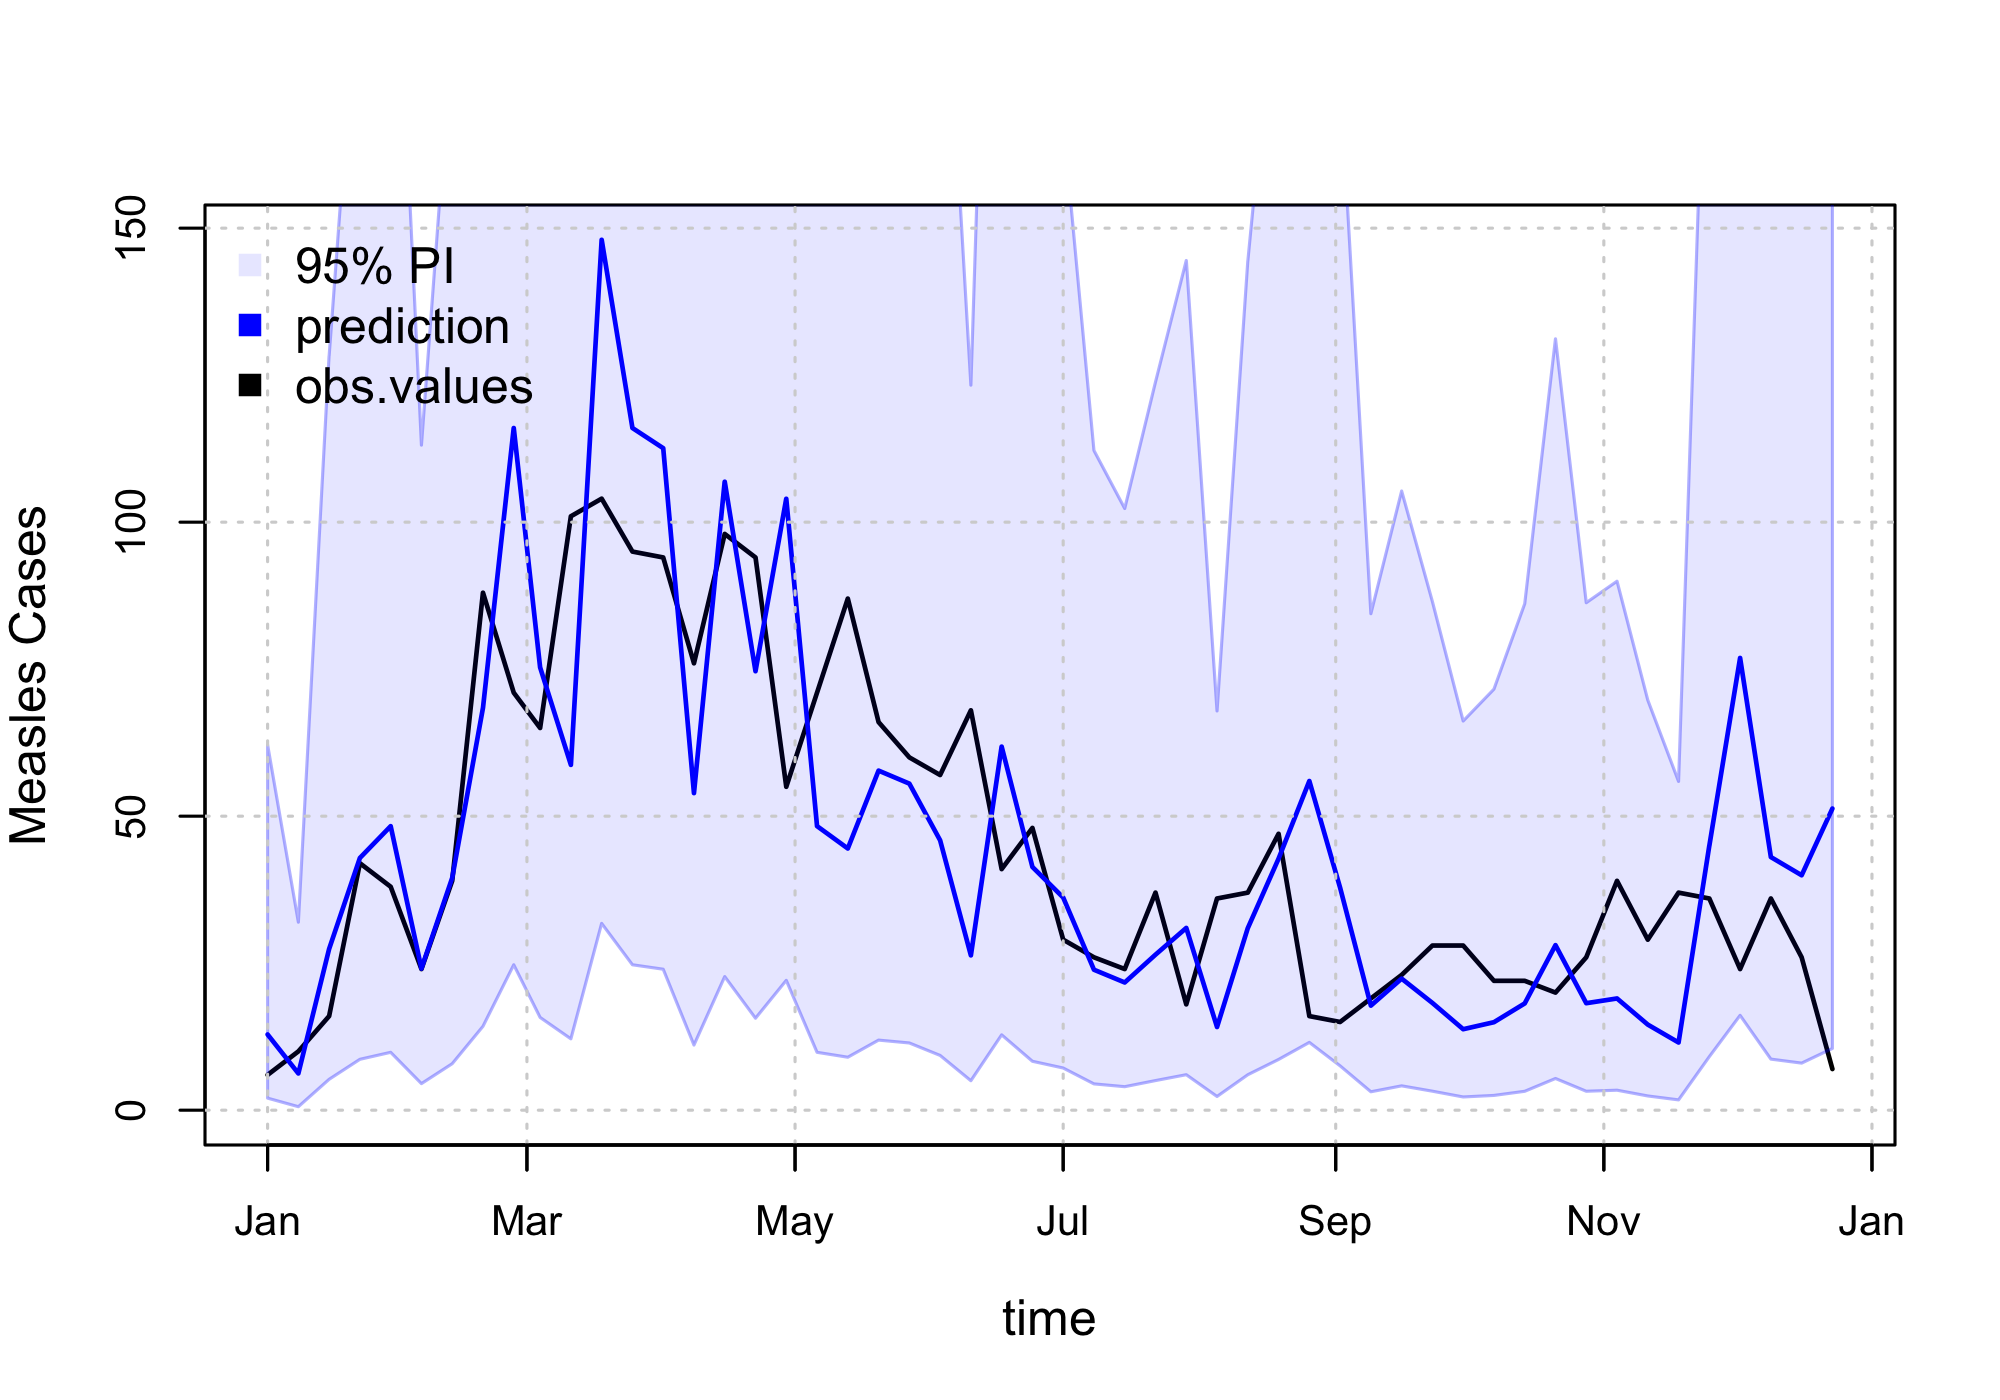 150
100
50
0
Measles Cases
95% PI
prediction
obs.values
Jan Mar May Jul Sep Nov Jan
time